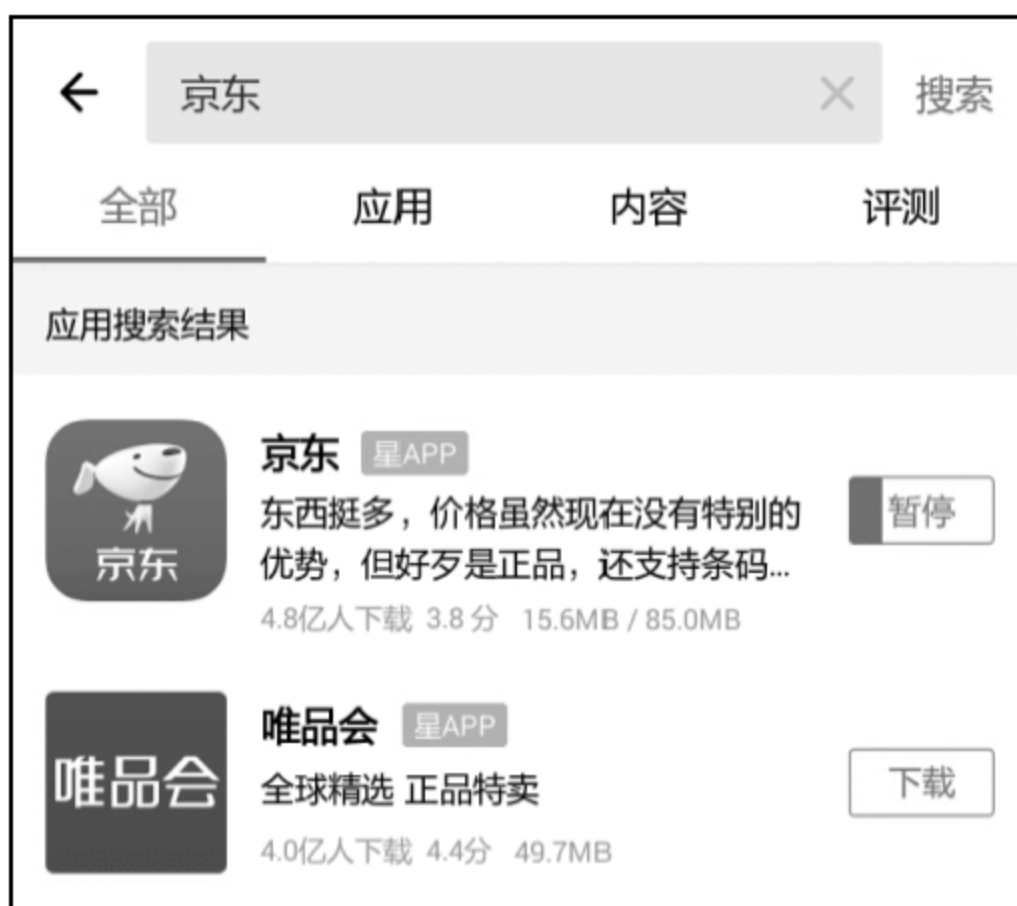 京东 搜索
全部 应用 内容 评测
应用搜索结果
京东 星APP
东西挺多，价格虽然现在没有特别的
暂停
优势，但好歹是正品，还支持条码...
京东
4.8亿人下载 3.8分 15.6MB / 85.0MB
唯品会 星APP
唯品会
全球精选 正品特卖
下载
4.0亿人下载 4.4分 49.7MB